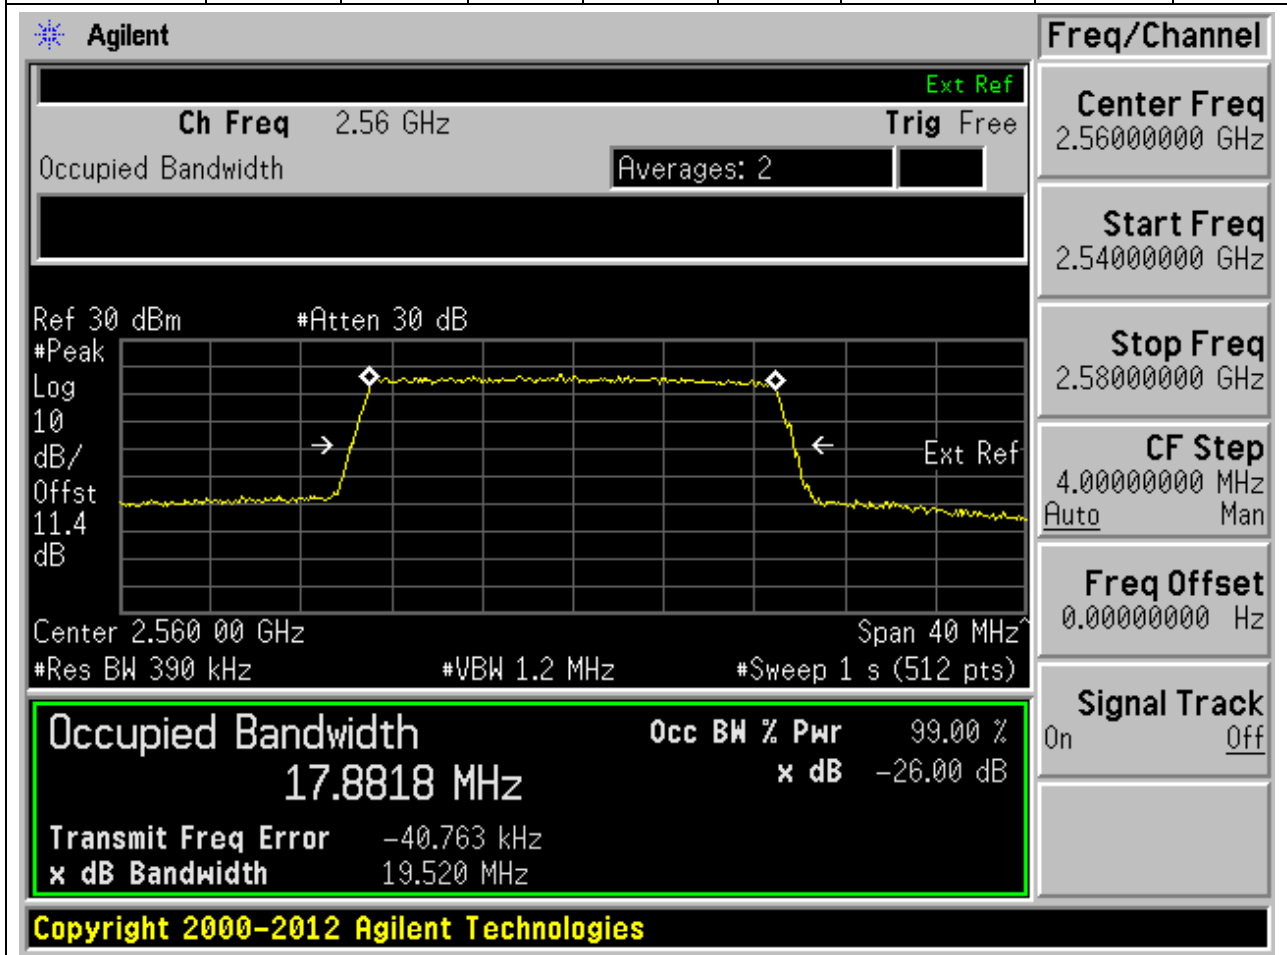 Agilent
Freq/Channel
Ext Ref
Ch Freq 2.56 GHz Trig Free
Occupied Bandwidth Averages: 2
Center Freq
2.56000000 GHz
Start Freq
2.54000000 GHz
Stop Freq
2.58000000 GHz
CF Step
4.00000000 MHz
Auto Man
Freq Offset
0.00000000 Hz
Signal Track
On Off
Ref 30 dBm #Atten 30 dB
#Peak
Log
10
dB/
Offst
11.4
dB
Ext Ref
Center 2.560 00 GHz Span 40 MHz^
#Res BW 390 kHz #VBW 1.2 MHz #Sweep 1 s (512 pts)
Occupied Bandwidth
17.8818 MHz
Occ BW % Pwr 99.00 %
x dB -26.00 dB
Transmit Freq Error -40.763 kHz
x dB Bandwidth 19.520 MHz
Copyright 2000-2012 Agilent Technologies